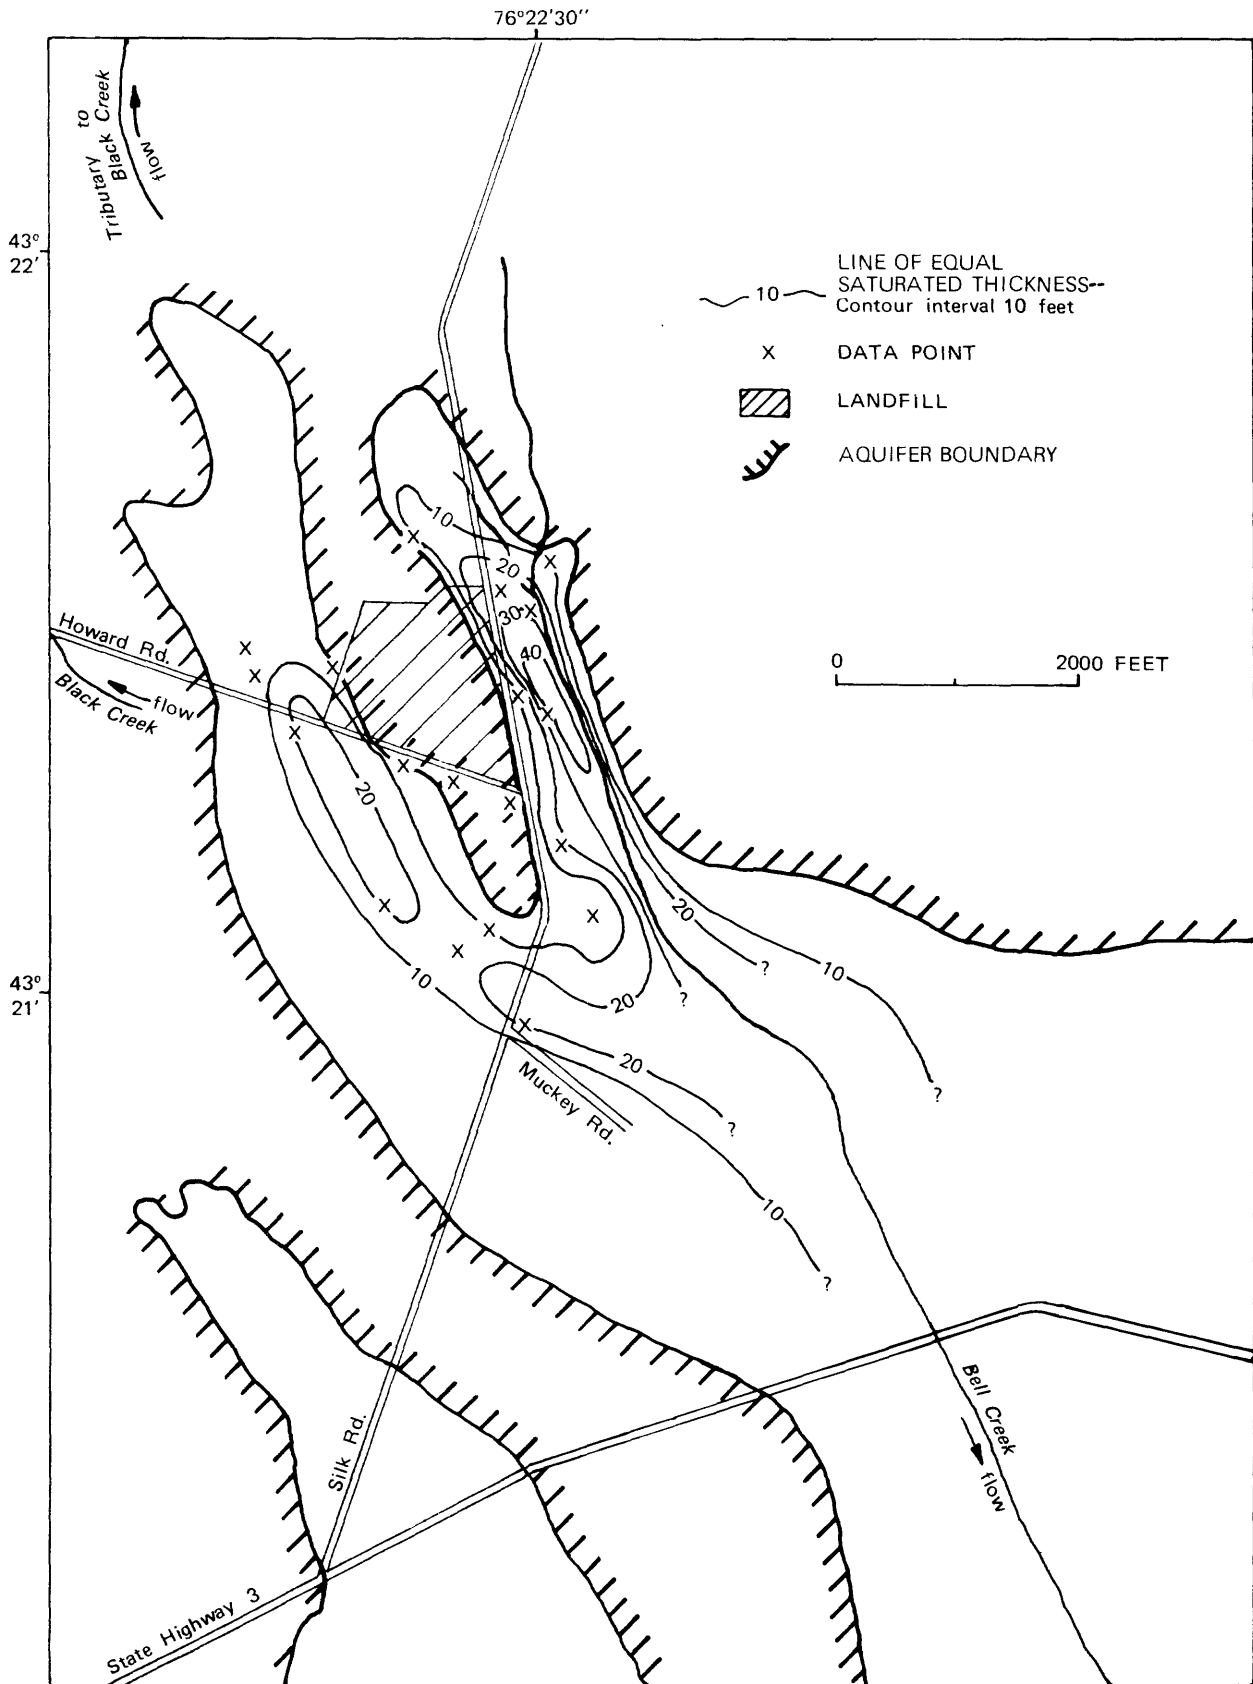 76°22'30''
Tributary to
Black Creek
flow
43°
22'
LINE OF EQUAL
SATURATED THICKNESS--
10
Contour interval 10 feet
X DATA POINT
LANDFILL
AQUIFER BOUNDARY
10
20
30
40
Howard Rd.
flow
Black Creek
0 2000 FEET
20
20
10
10
20
43°
21'
?
?
?
20
Muckey Rd.
?
10
?
Bell Creek
flow
Silk Rd.
State Highway 3